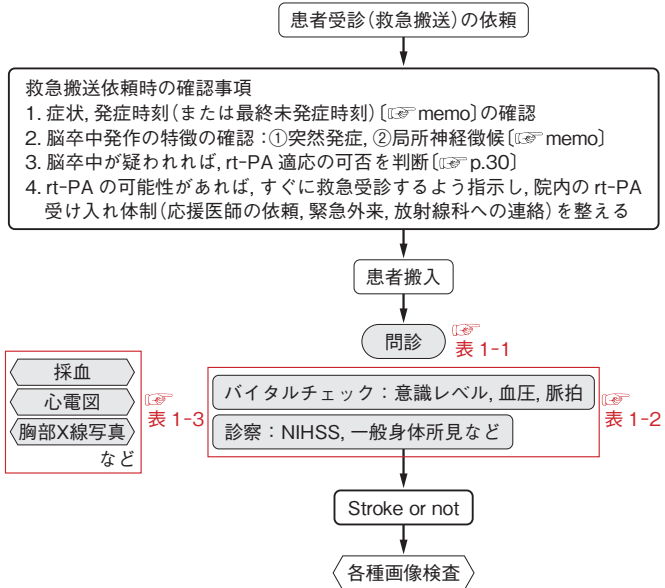 患者受診(救急搬送)の依頼
救急搬送依頼時の確認事項
1. 症状, 発症時刻(または最終未発症時刻)〔☞memo〕の確認
2. 脳卒中発作の特徴の確認：①突然発症, ②局所神経徴候〔☞memo〕
3. 脳卒中が疑われれば, rt-PA 適応の可否を判断〔☞p.30〕
4. rt-PA の可能性があれば, すぐに救急受診するよう指示し, 院内の rt-PA
受け入れ体制(応援医師の依頼, 緊急外来, 放射線科への連絡)を整える
患者搬入
問診
☞
表 1-1
採血
心電図
胸部X線写真
など
☞
表 1-3
バイタルチェック：意識レベル, 血圧, 脈拍
診察：NIHSS, 一般身体所見など
☞
表 1-2
Stroke or not
各種画像検査